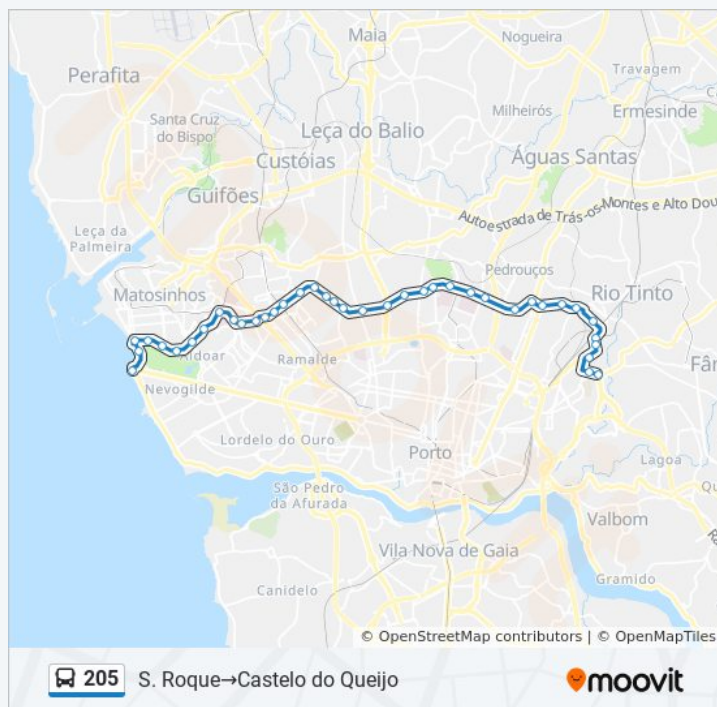 Maia
Nogueira
Perafita
Travagem
Milheirós
Ermesinde
Santa Cruz
do Bispo
Leça do Balio
Custóias
Águas Santas
Guifões
Autoestrada de Trás-os-Montes e Alto Dou
Leça da
Palmeira
Pedrouços
Matosinhos
Rio Tinto
Aldoar
Ramalde
Fân
Nevogilde
Lordelo do Ouro
Porto
Lagoa
São Pedro
da Afurada
Valbom
Vila Nova de Gaia
Gramido
Canidelo
© OpenStreetMap contributors | © OpenMapTiles
205 S. Roque→Castelo do Queijo
moovit